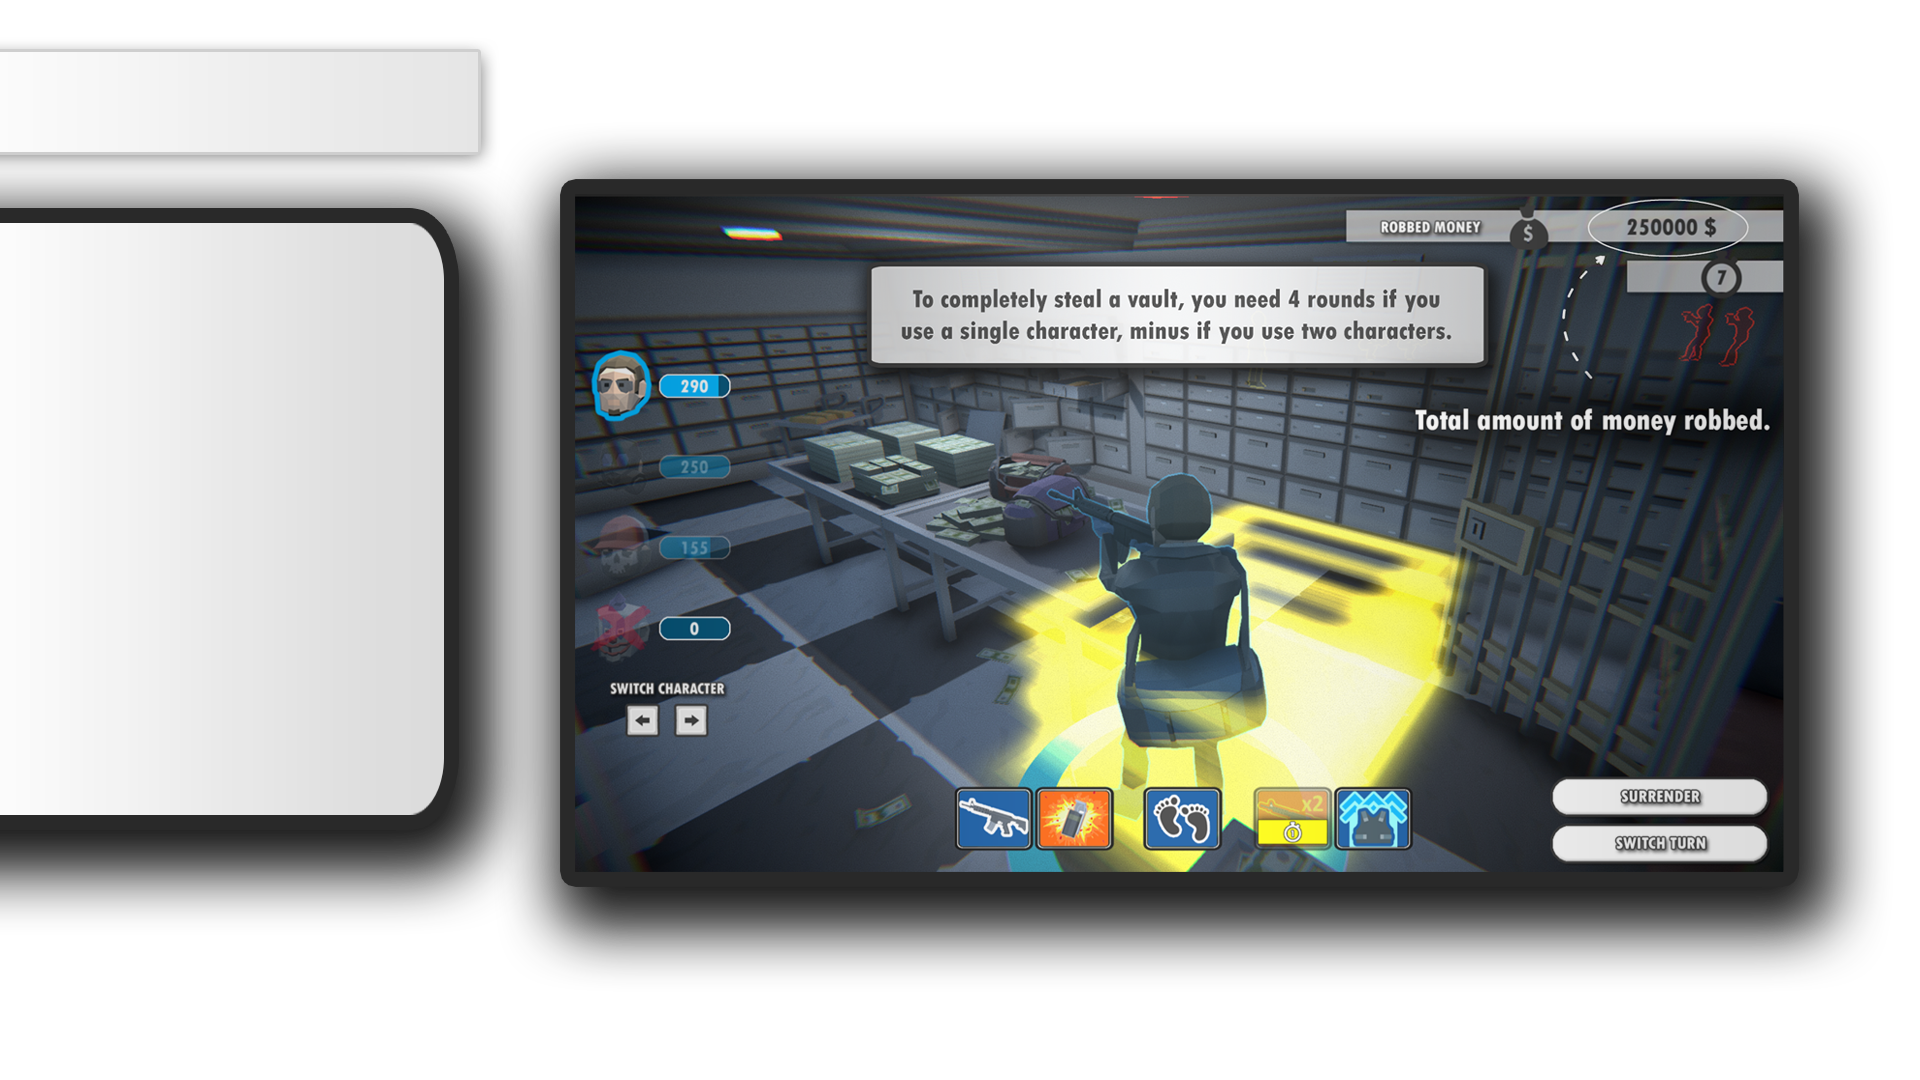 ROBBED MONEY
$
250000 $
7
To completely steal a vault, you need 4 rounds if you
use a single character, minus if you use two characters.
Total amount of money robbed.
290
250
155
0
SWITCH CHARACTER
x2
0
SURRENDER
SWITCH TURN